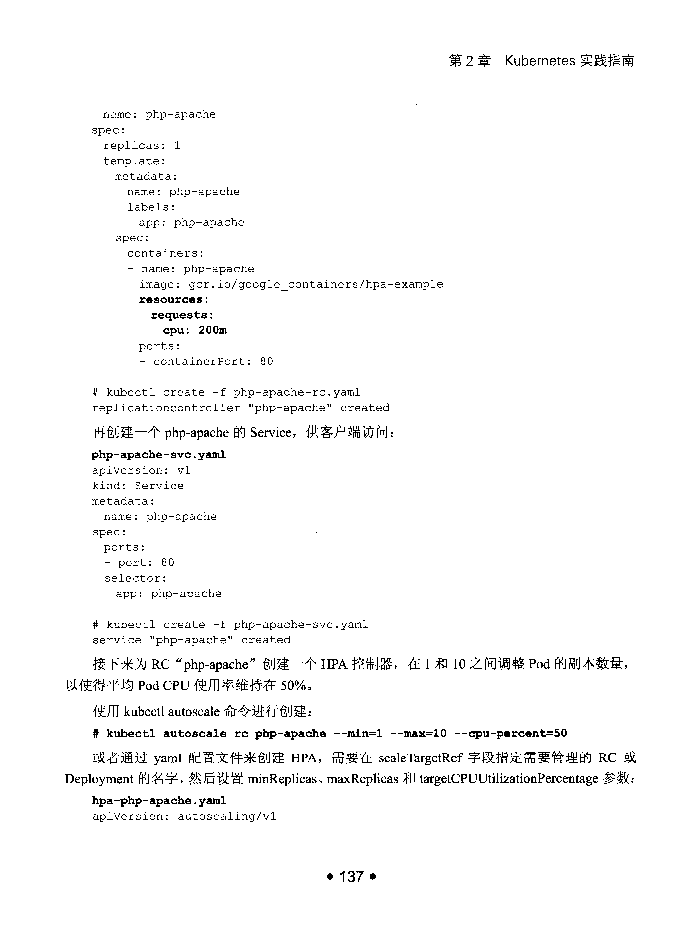 第 2 章 Kubernetes 实践指南
name: php-apache
spec:
replicas: 1
template:
metadata:
name: php-apache
labels:
app: php-apache
spec:
containers:
- name: php-apache
image: gcr.io/google_containers/hpa-example
resources:
requests:
cpu: 200m
ports:
- containerPort: 80
# kubectl create -f php-apache-rc.yaml
replicationcontroller "php-apache" created
再创建一个 php-apache 的 Service，供客户端访问：
php-apache-svc.yaml
apiVersion: v1
kind: Service
metadata:
name: php-apache
spec:
ports:
- port: 80
selector:
app: php-apache
# kubectl create -f php-apache-svc.yaml
service "php-apache" created
接下来为 RC“php-apache”创建一个 HPA 控制器，在 1 和 10 之间调整 Pod 的副本数量，
以使得平均 Pod CPU 使用率维持在 50%。
使用 kubectl autoscale 命令进行创建：
# kubectl autoscale rc php-apache --min=1 --max=10 --cpu-percent=50
或者通过 yaml 配置文件来创建 HPA，需要在 scaleTargetRef 字段指定需要管理的 RC 或
Deployment 的名字，然后设置 minReplicas、maxReplicas 和 targetCPUUtilizationPercentage 参数：
hpa-php-apache.yaml
apiVersion: autoscaling/v1
• 137 •